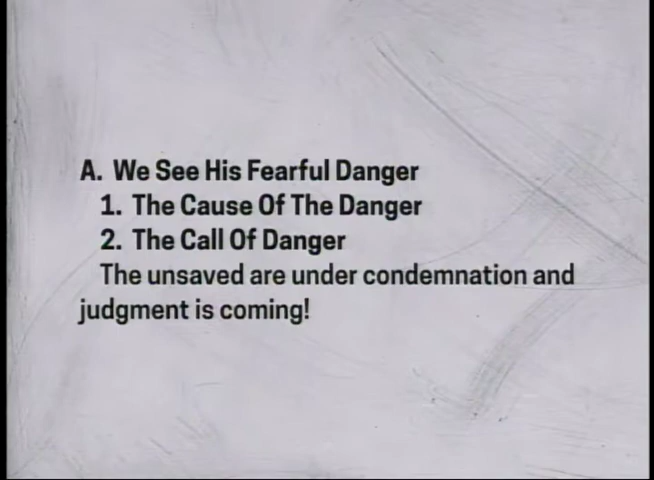 A. We See His Fearful Danger
1. The Cause Of The Danger
2. The Call Of Danger
The unsaved are under condemnation and
judgment is coming!